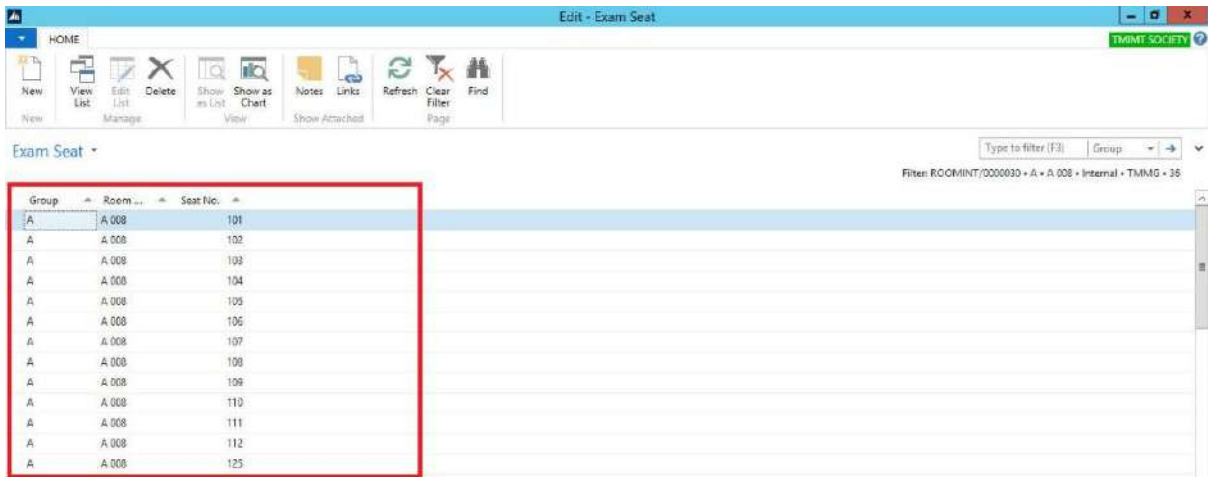 Edit - Exam Seat
HOME
TMIMT SOCIETY
New
View List
Edit List
Delete
Show as List
Show as Chart
Notes
Links
Refresh
Clear Filter
Find
New
Manage
View
Show Attached
Page
Exam Seat
Type to filter (F3)
Group
Filter: ROOMINT/0000030 • A • A 008 • Internal • TMMG • 36
Group Room ... Seat No.
A A 008 101
A A 008 102
A A 008 103
A A 008 104
A A 008 105
A A 008 106
A A 008 107
A A 008 108
A A 008 109
A A 008 110
A A 008 111
A A 008 112
A A 008 125